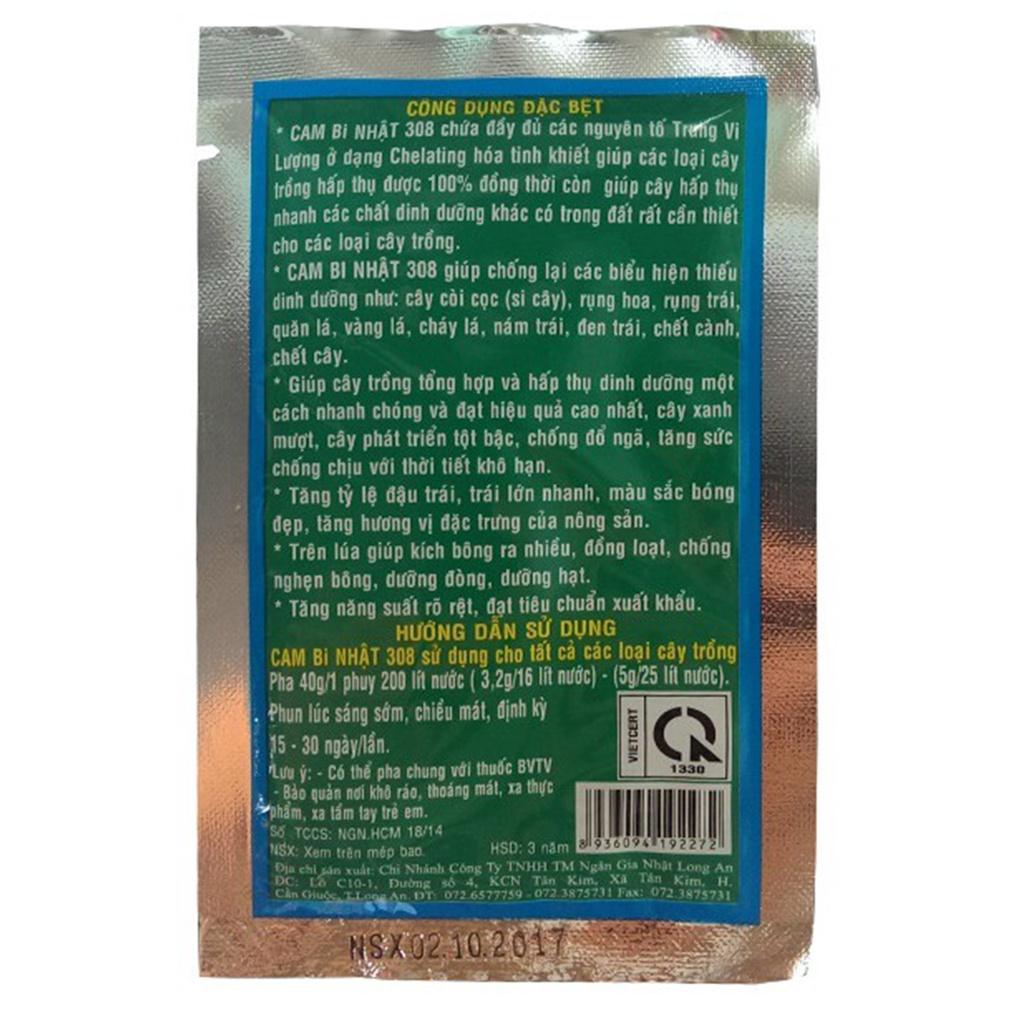 CÔNG DỤNG ĐẶC BỆT
* CAM Bi NHẬT 308 chứa đầy đủ các nguyên tố Trung Vị
Lượng ở dạng Chelating hóa tinh khiết giúp các loại cây
trồng hấp thụ được 100% đồng thời còn giúp cây hấp thụ
nhanh các chất dinh dưỡng khác có trong đất rất cần thiết
cho các loại cây trồng.
* CAM BI NHẬT 308 giúp chống lại các biểu hiện thiếu
dinh dưỡng như: cây còi cọc (si cây), rụng hoa, rụng trái,
quăn lá, vàng lá, cháy lá, nám trái, đen trái, chết cành,
chết cây.
* Giúp cây trồng tổng hợp và hấp thụ dinh dưỡng một
cách nhanh chóng và đạt hiệu quả cao nhất, cây xanh
mượt, cây phát triển tột bậc, chống đổ ngã, tăng sức
chống chịu với thời tiết khô hạn.
* Tăng tỷ lệ đậu trái, trái lớn nhanh, màu sắc bóng
đẹp, tăng hương vị đặc trưng của nông sản.
* Trên lúa giúp kích bông ra nhiều, đồng loạt, chống
nghẹn bông, dưỡng đòng, dưỡng hạt.
* Tăng năng suất rõ rệt, đạt tiêu chuẩn xuất khẩu.
HƯỚNG DẪN SỬ DỤNG
CAM Bi NHẬT 308 sử dụng cho tất cả các loại cây trồng
Pha 40g/1 phuy 200 lít nước ( 3,2g/16 lít nước) - (5g/25 lít nước).
Phun lúc sáng sớm, chiều mát, định kỳ
15 - 30 ngày/lần.
Lưu ý: - Có thể pha chung với thuốc BVTV
- Bảo quản nơi khô ráo, thoáng mát, xa thực
phẩm, xa tầm tay trẻ em.
VIETCERT
1330
Số TCCS: NGN.HCM 18/14
NSX: Xem trên mép bao. HSD: 3 năm
8 936094 192272
Địa chỉ sản xuất: Chi Nhánh Công Ty TNHH TM Ngân Gia Nhật Long An
ĐC: Lô C10-1, Đường số 4, KCN Tân Kim, Xã Tân Kim, H.
Cần Giuộc, T.Long An. ĐT: 072.6577759 - 072.3875731 Fax: 072.3875731
NSX02.10.2017